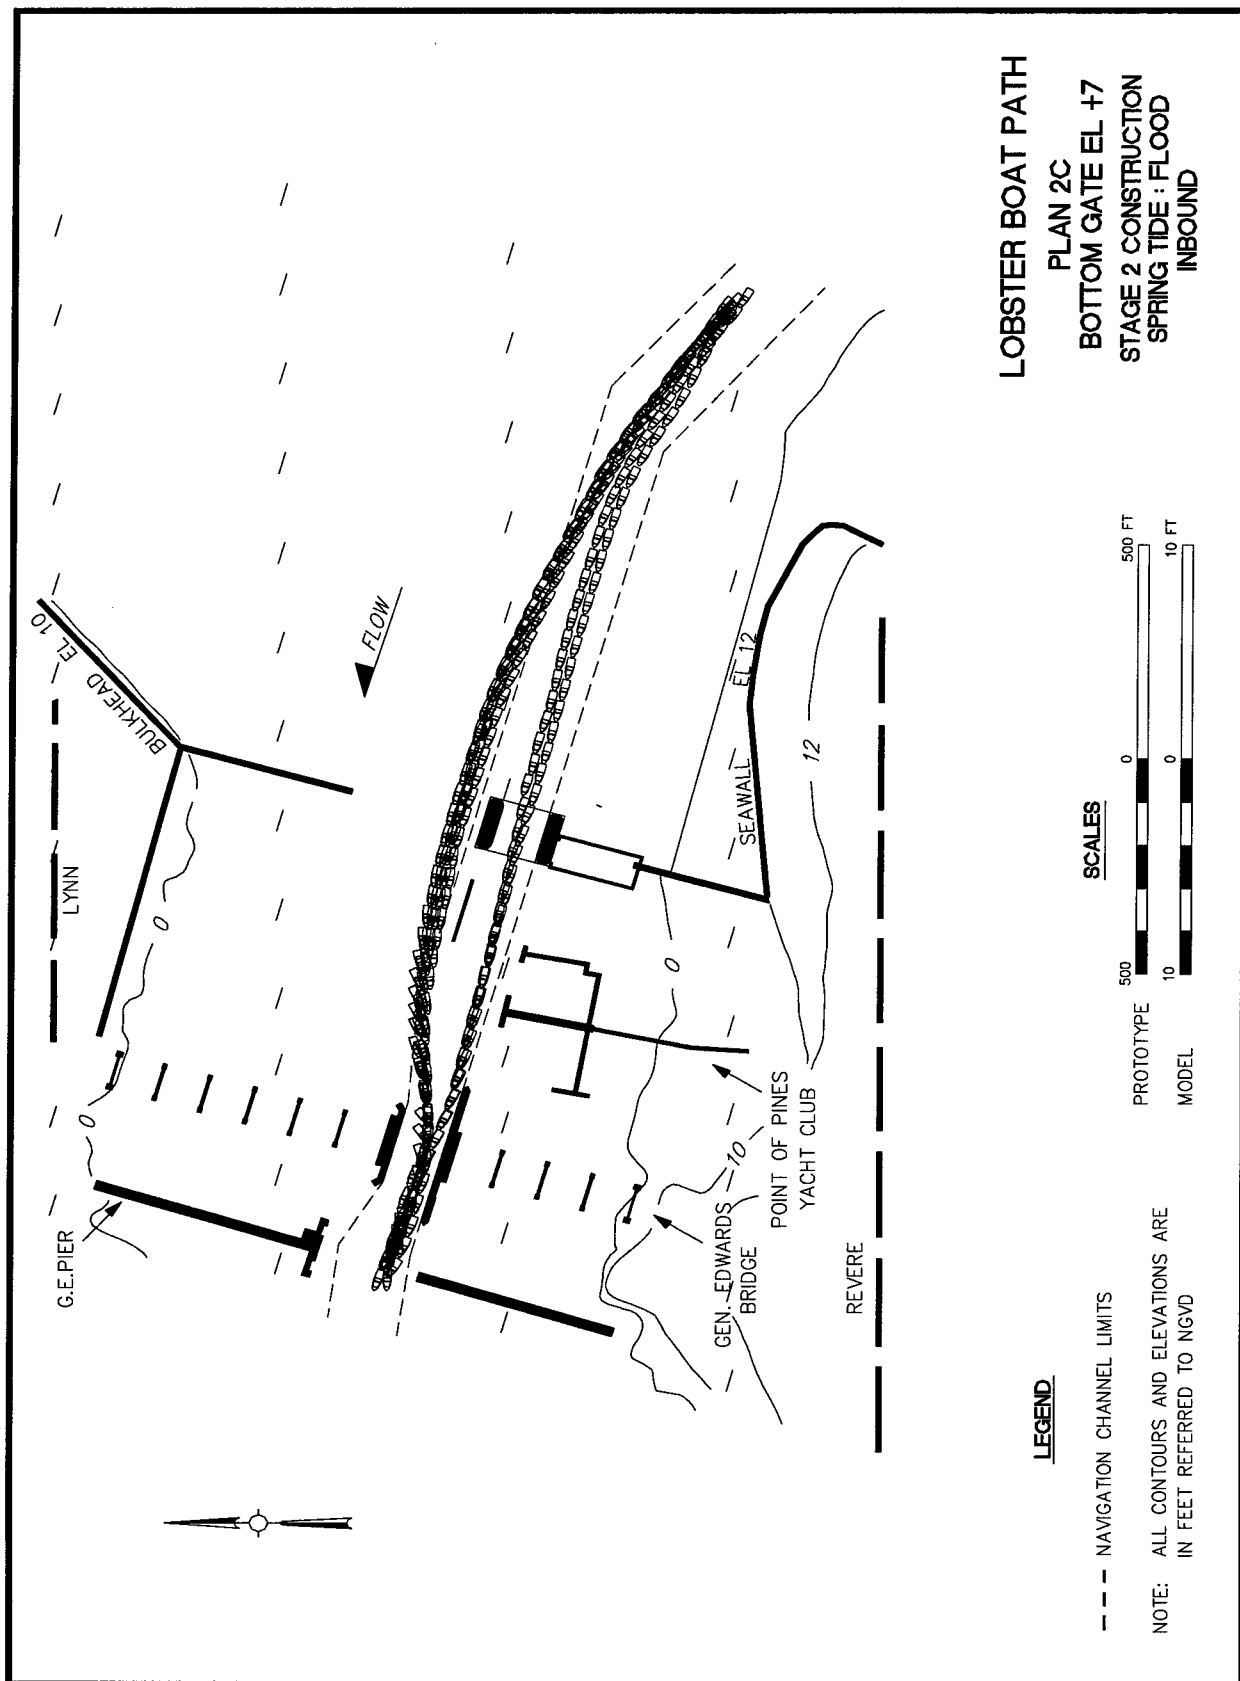 LOBSTER BOAT PATH
PLAN 2C
BOTTOM GATE EL +7
STAGE 2 CONSTRUCTION
SPRING TIDE : FLOOD
INBOUND
LYNN
BULKHEAD EL 10
FLOW
0
0
G.E.PIER
SEAWALL EL 12
12
0
10
POINT OF PINES
YACHT CLUB
GEN. EDWARDS
BRIDGE
REVERE
SCALES
PROTOTYPE 500 0 500 FT
MODEL 10 0 10 FT
LEGEND
NAVIGATION CHANNEL LIMITS
NOTE: ALL CONTOURS AND ELEVATIONS ARE
IN FEET REFERRED TO NGVD